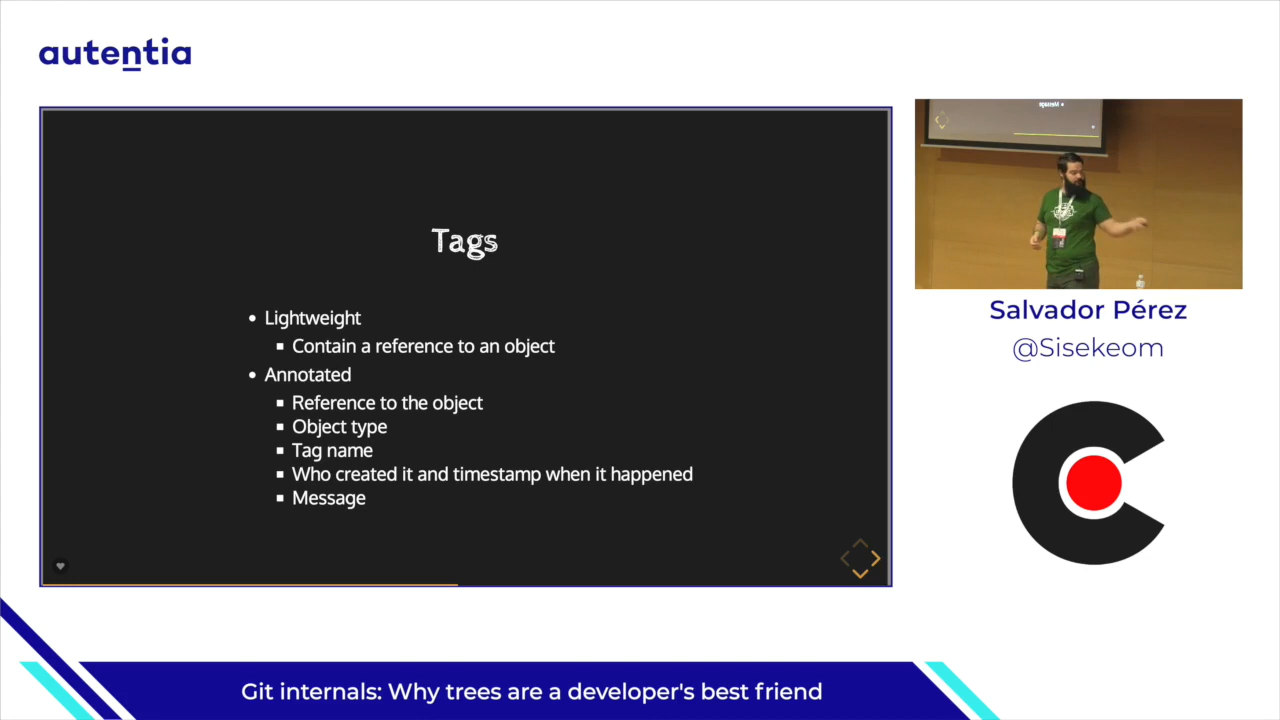 autentia
Tags
Lightweight
Contain a reference to an object
Annotated
Reference to the object
Object type
Tag name
Who created it and timestamp when it happened
Message
Salvador Pérez
@Sisekeom
Git internals: Why trees are a developer's best friend